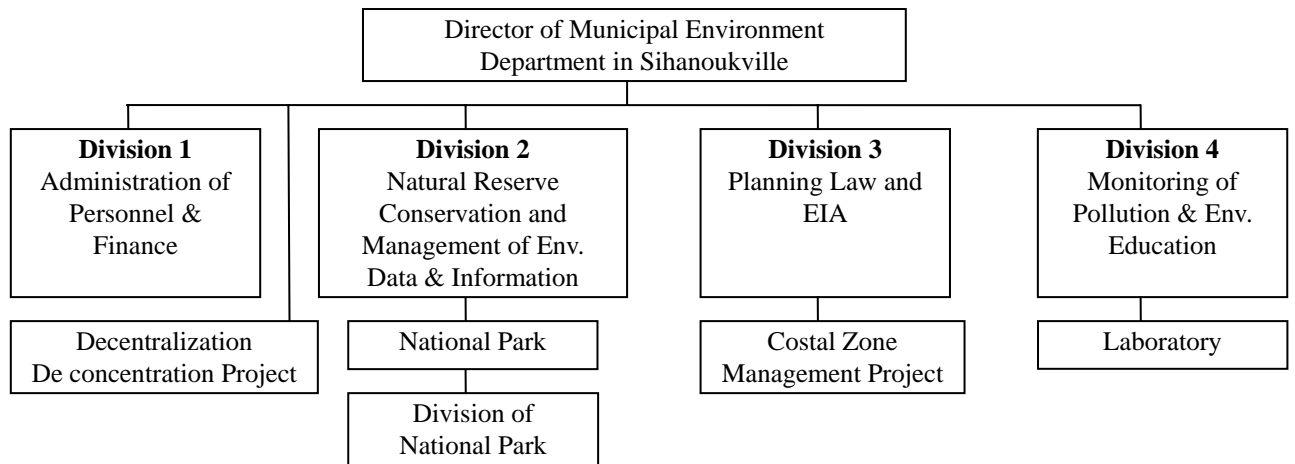 Director of Municipal Environment
Department in Sihanoukville
Division 1
Administration of
Personnel &
Finance
Division 2
Natural Reserve
Conservation and
Management of Env.
Data & Information
Division 3
Planning Law and
EIA
Division 4
Monitoring of
Pollution & Env.
Education
Decentralization
De concentration Project
National Park
Costal Zone
Management Project
Laboratory
Division of
National Park